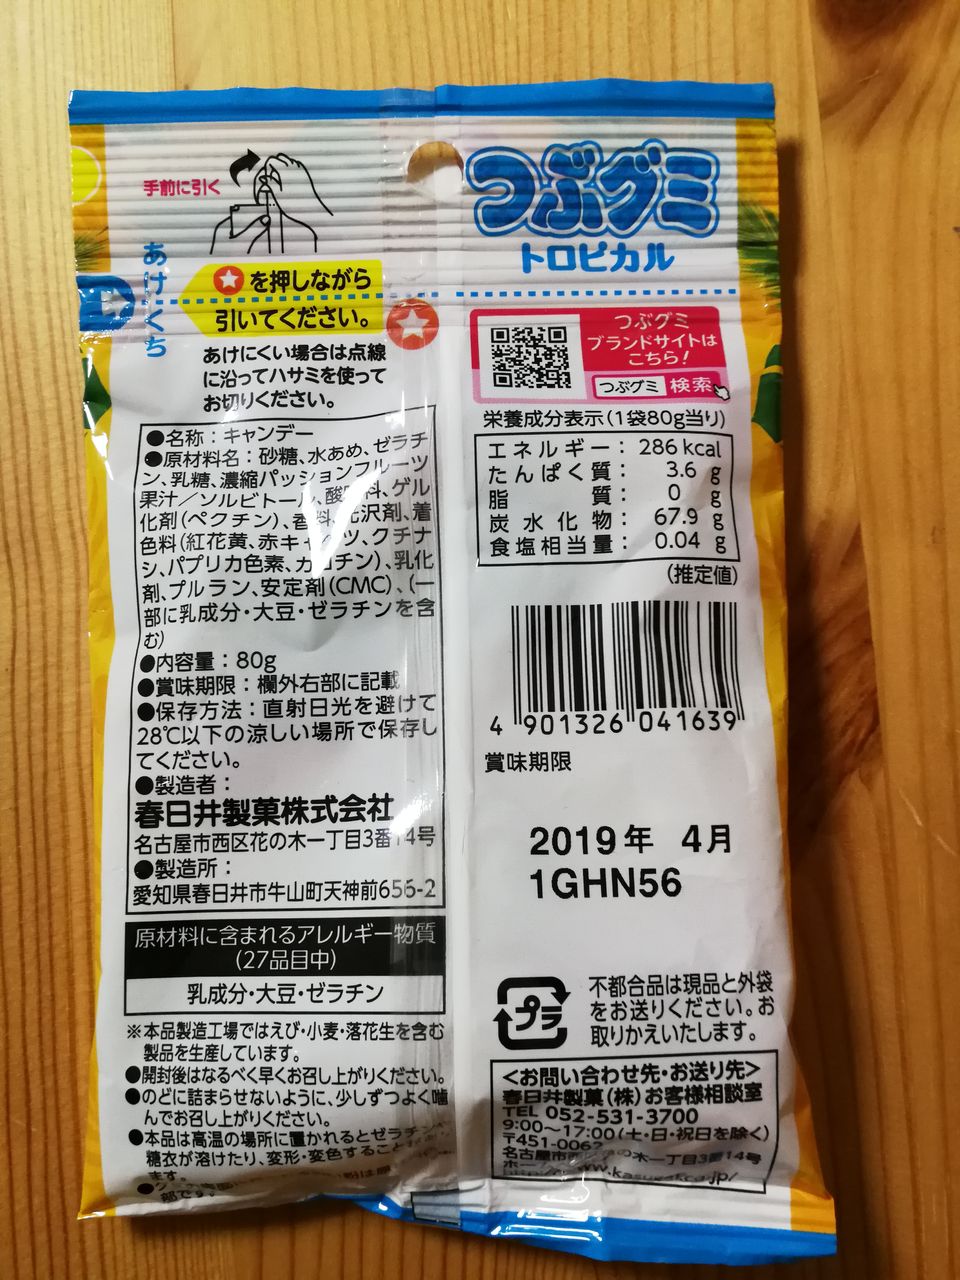 手前に引く
つぶグミ
トロピカル
あけくち
を押しながら
引いてください。
あけにくい場合は点線
に沿ってハサミを使って
お切りください。
つぶグミ
ブランドサイトは
こちら!
つぶグミ 検索
●名称:キャンデー
●原材料名:砂糖、水あめ、ゼラチ
ン、乳糖、濃縮パッションフルーツ
果汁/ソルビトール、酸味料、ゲル
化剤(ペクチン)、香料、光沢剤、着
色料(紅花黄、赤キャベツ、クチナ
シ、パプリカ色素、カロチン)、乳化
剤、プルラン、安定剤(CMC)、(一
部に乳成分・大豆・ゼラチンを含
む)
●内容量:80g
●賞味期限:欄外右部に記載
●保存方法:直射日光を避けて
28℃以下の涼しい場所で保存し
てください。
●製造者:
春日井製菓株式会社
名古屋市西区花の木一丁目3番14号
●製造所:
愛知県春日井市牛山町天神前656-2
原材料に含まれるアレルギー物質
(27品目中)
乳成分・大豆・ゼラチン
※本品製造工場ではえび・小麦・落花生を含む
製品を生産しています。
●開封後はなるべく早くお召し上がりください。
●のどに詰まらせないように、少しずつよく噛
んでお召し上がりください。
●本品は高温の場所に置かれるとゼラチンや
糖衣が溶けたり、変形・変色すること
ます。
栄養成分表示(1袋80g当り)
エネルギー: 286 kcal
たんぱく質: 3.6 g
脂質: 0 g
炭水化物: 67.9 g
食塩相当量: 0.04 g
(推定値)
4 901326 041639
賞味期限
2019年 4月
1GHN56
プラ
不都合品は現品と外袋
をお送りください。お
取りかえいたします。
<お問い合わせ先・お送り先>
春日井製菓(株)お客様相談室
TEL 052-531-3700
9:00〜17:00(土・日・祝日を除く)
〒451-0062
名古屋市西区花の木一丁目3番14号